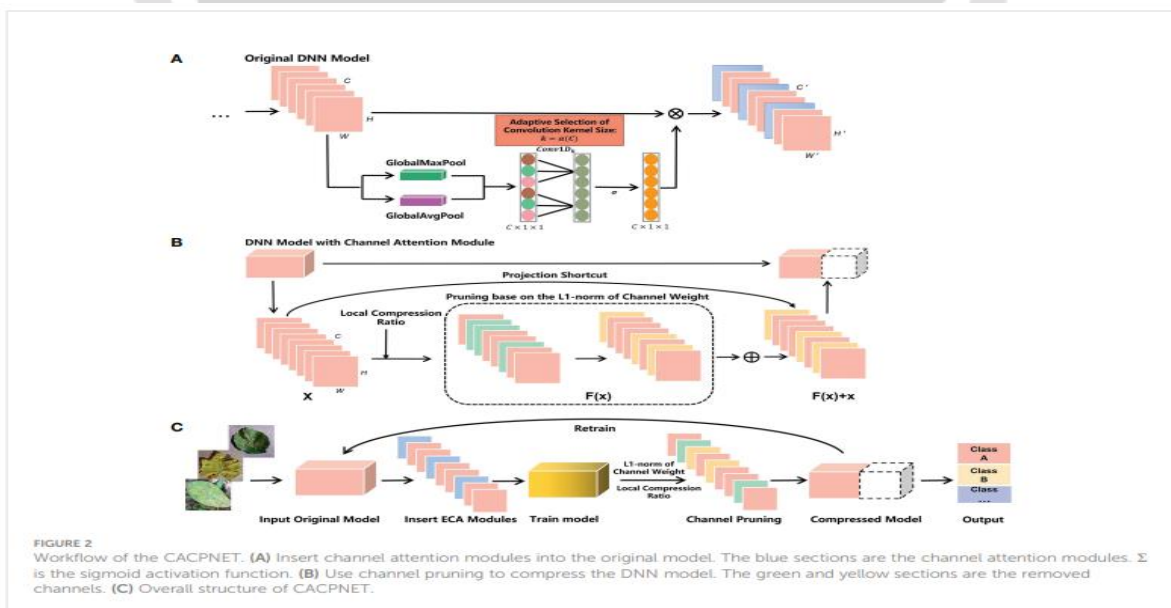 A
Original DNN Model
C
H
W
...
Adaptive Selection of
Convolution Kernel Size:
k = α(C)
Conv1D
GlobalMaxPool
GlobalAvgPool
C×1×1
σ
C×1×1
C'
H'
W'
B
DNN Model with Channel Attention Module
Projection Shortcut
Pruning base on the L1-norm of Channel Weight
Local Compression
Ratio
C
H
W
X
F(x)
F(x)+x
C
Retrain
L1-norm of
Channel Weight
Local Compression
Ratio
Class
A
Class
B
Class
...
Input Original Model
Insert ECA Modules
Train model
Channel Pruning
Compressed Model
Output
FIGURE 2
Workflow of the CACPNET. (A) Insert channel attention modules into the original model. The blue sections are the channel attention modules. Σ
is the sigmoid activation function. (B) Use channel pruning to compress the DNN model. The green and yellow sections are the removed
channels. (C) Overall structure of CACPNET.